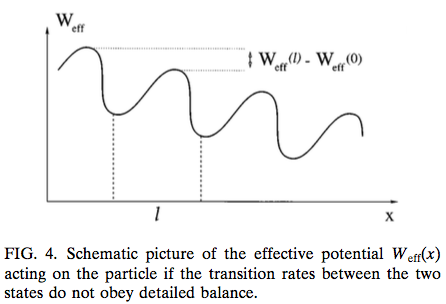 W_eff
W_eff(l) - W_eff(0)
l
x
FIG. 4. Schematic picture of the effective potential W_eff(x)
acting on the particle if the transition rates between the two
states do not obey detailed balance.